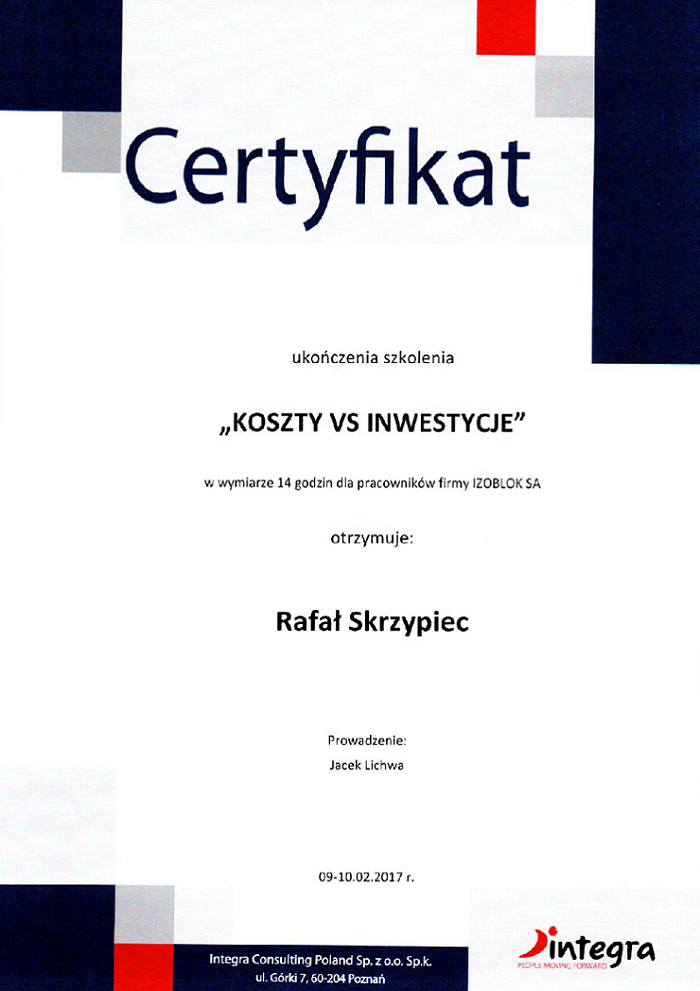 Certyfikat
ukończenia szkolenia
„KOSZTY VS INWESTYCJE”
w wymiarze 14 godzin dla pracowników firmy IZOBLOK SA
otrzymuje:
Rafał Skrzypiec
Prowadzenie:
Jacek Lichwa
09-10.02.2017 r.
Integra Consulting Poland Sp. z o.o. Sp.k.
ul. Górki 7, 60-204 Poznań
integra
PEOPLE MOVING FORWARD